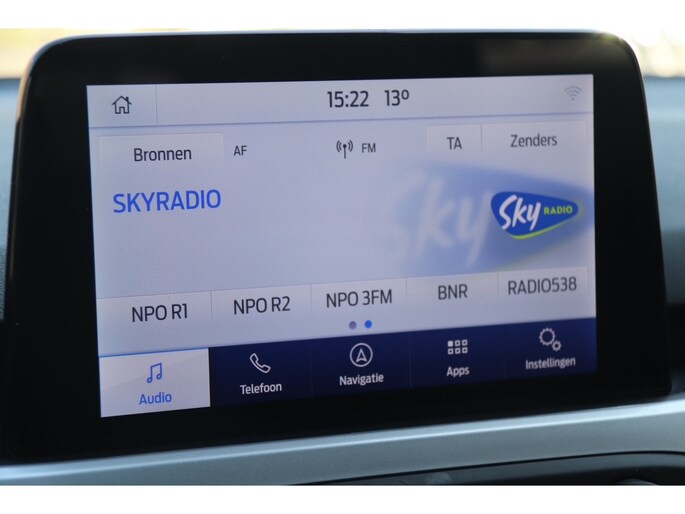 15:22 13º
Bronnen AF FM TA Zenders
SKYRADIO
Sky RADIO
Sky
NPO R1 NPO R2 NPO 3FM BNR RADIO538
Audio Telefoon Navigatie Apps Instellingen